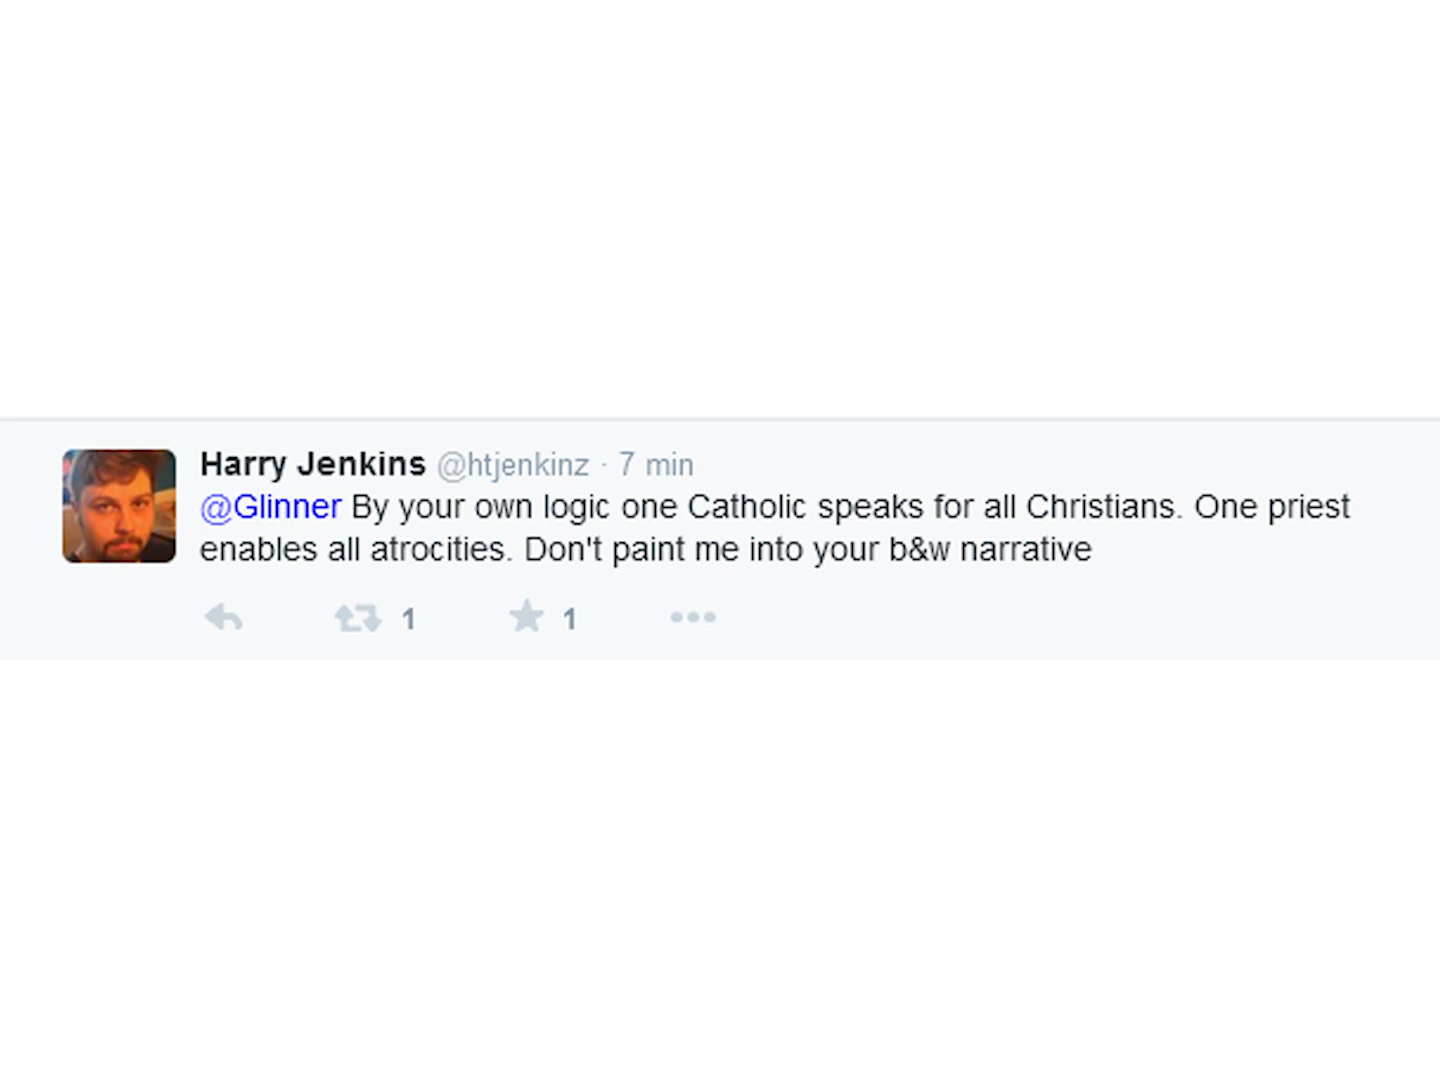 Harry Jenkins @htjenkinz · 7 min
@Glinner By your own logic one Catholic speaks for all Christians. One priest
enables all atrocities. Don't paint me into your b&w narrative
1 1